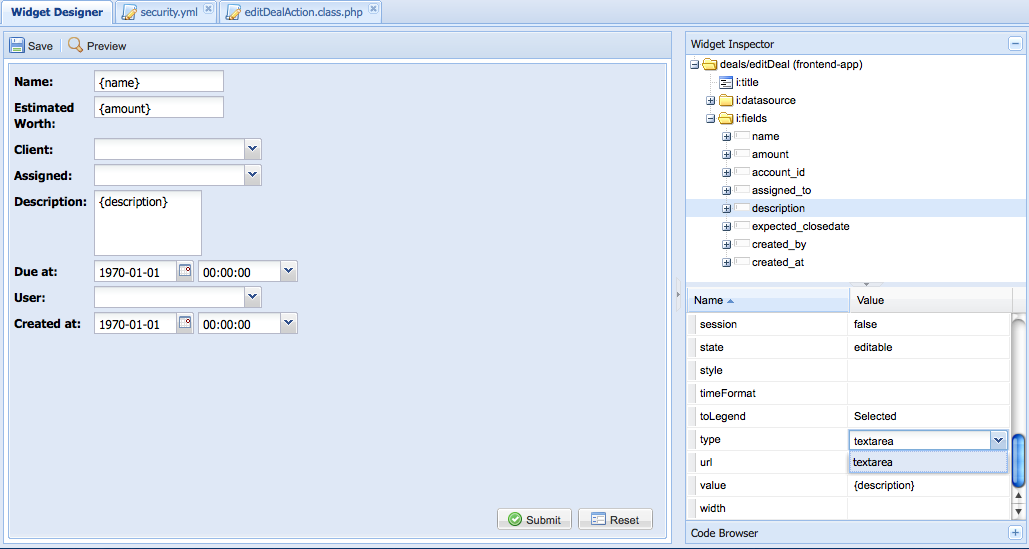 Widget Designer security.yml editDealAction.class.php
Save Preview
Name: {name}
Estimated Worth: {amount}
Client:
Assigned:
Description: {description}
Due at: 1970-01-01 00:00:00
User:
Created at: 1970-01-01 00:00:00
Submit Reset
Widget Inspector
deals/editDeal (frontend-app)
i:title
i:datasource
i:fields
name
amount
account_id
assigned_to
description
expected_closedate
created_by
created_at
Name Value
session false
state editable
style
timeFormat
toLegend Selected
type textarea
url textarea
value {description}
width
Code Browser